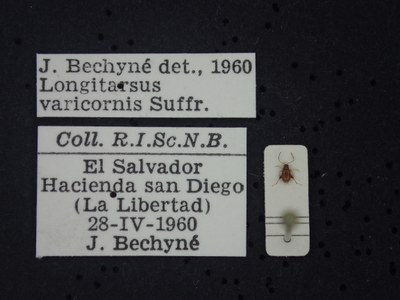 J. Bechyné det., 1960
Longitarsus
varicornis Suffr.
Coll. R.I.Sc.N.B.
El Salvador
Hacienda san Diego
(La Libertad)
28-IV-1960
J. Bechyné